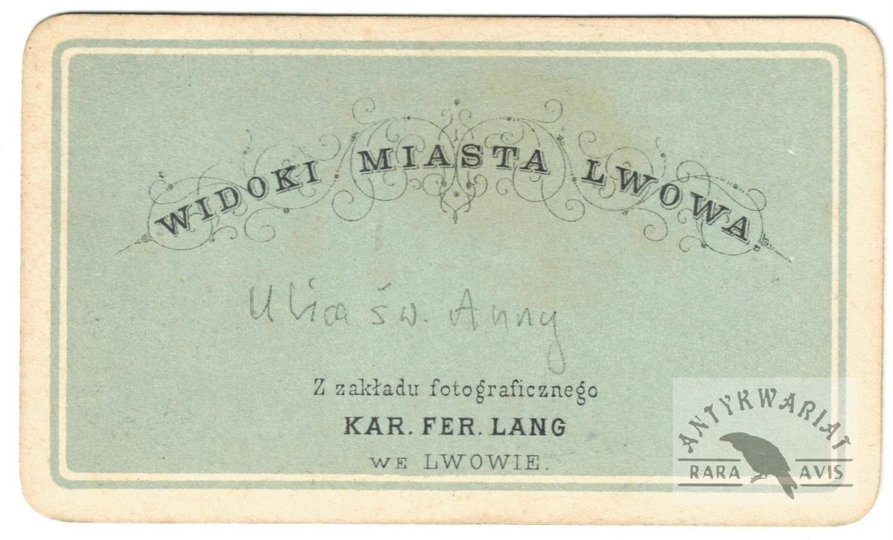 WIDOKI MIASTA LWOWA.
Ulica św. Anny
Z zakładu fotograficznego
KAR. FER. LANG
WE LWOWIE.
ANTYKWARIAT
RARA AVIS